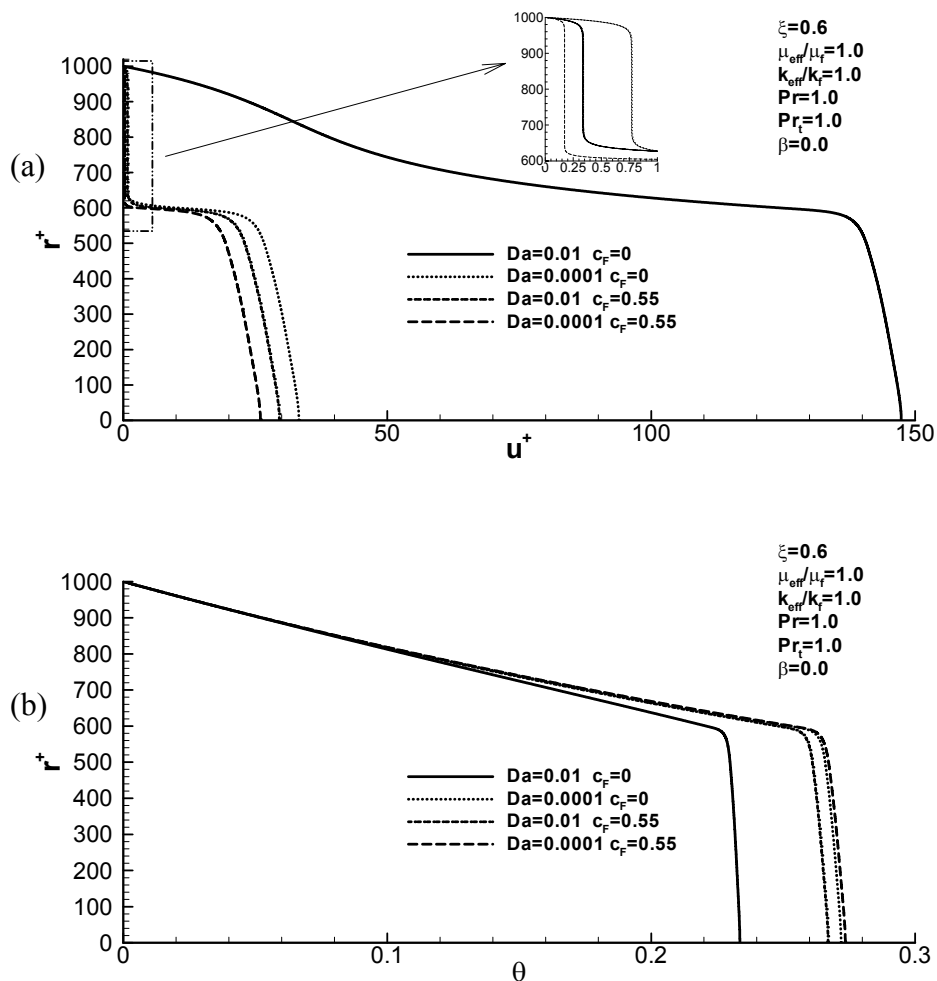 (a)
1000
900
800
700
600
0 0.25 0.5 0.75 1
ξ=0.6
μeff/μf=1.0
keff/kf=1.0
Pr=1.0
Prt=1.0
β=0.0
1000
800
700
600
500
400
300
200
100
0
r+
Da=0.01 cF=0
Da=0.0001 cF=0
Da=0.01 cF=0.55
Da=0.0001 cF=0.55
0 50 100 150
u+
(b)
ξ=0.6
μeff/μf=1.0
keff/kf=1.0
Pr=1.0
Prt=1.0
β=0.0
1000
900
800
700
600
500
400
300
200
100
0
r+
Da=0.01 cF=0
Da=0.0001 cF=0
Da=0.01 cF=0.55
Da=0.0001 cF=0.55
0 0.1 0.2 0.3
θ